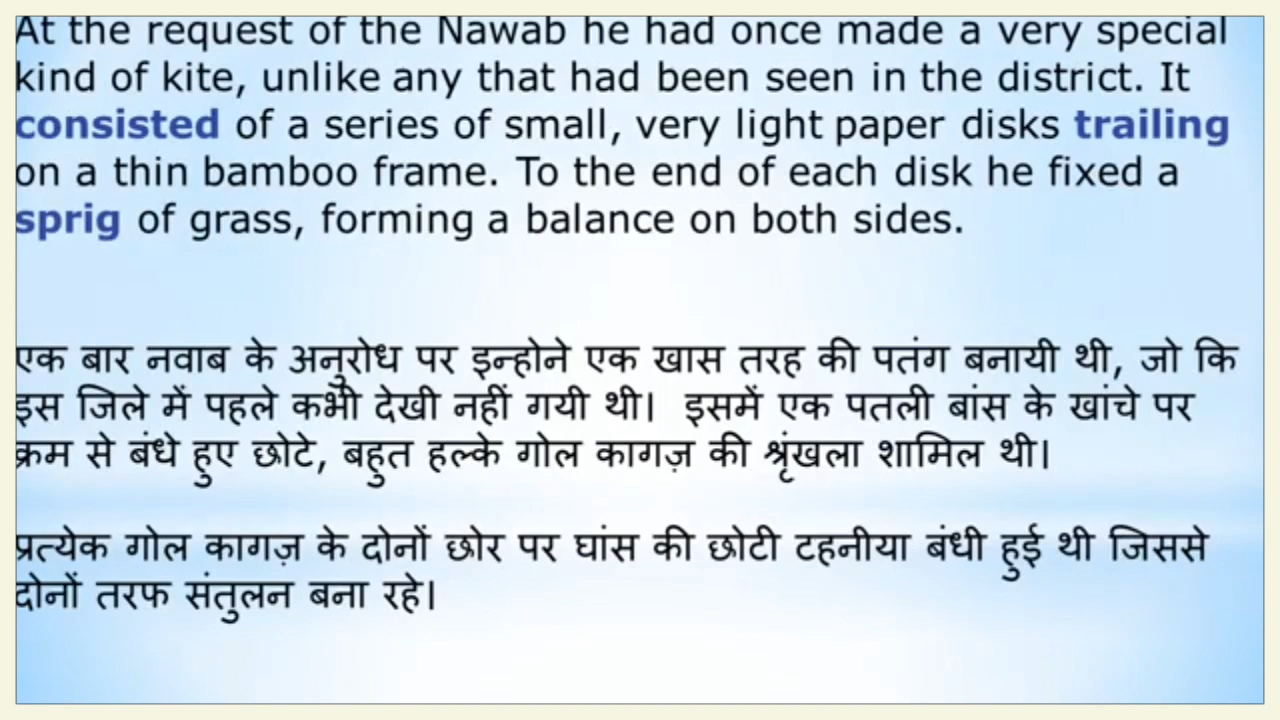 At the request of the Nawab he had once made a very special
kind of kite, unlike any that had been seen in the district. It
consisted of a series of small, very light paper disks trailing
on a thin bamboo frame. To the end of each disk he fixed a
sprig of grass, forming a balance on both sides.
एक बार नवाब के अनुरोध पर इन्होने एक खास तरह की पतंग बनायी थी, जो कि
इस जिले में पहले कभी देखी नहीं गयी थी। इसमें एक पतली बांस के खांचे पर
क्रम से बंधे हुए छोटे, बहुत हल्के गोल कागज़ की श्रृंखला शामिल थी।
प्रत्येक गोल कागज़ के दोनों छोर पर घांस की छोटी टहनीया बंधी हुई थी जिससे
दोनों तरफ संतुलन बना रहे।